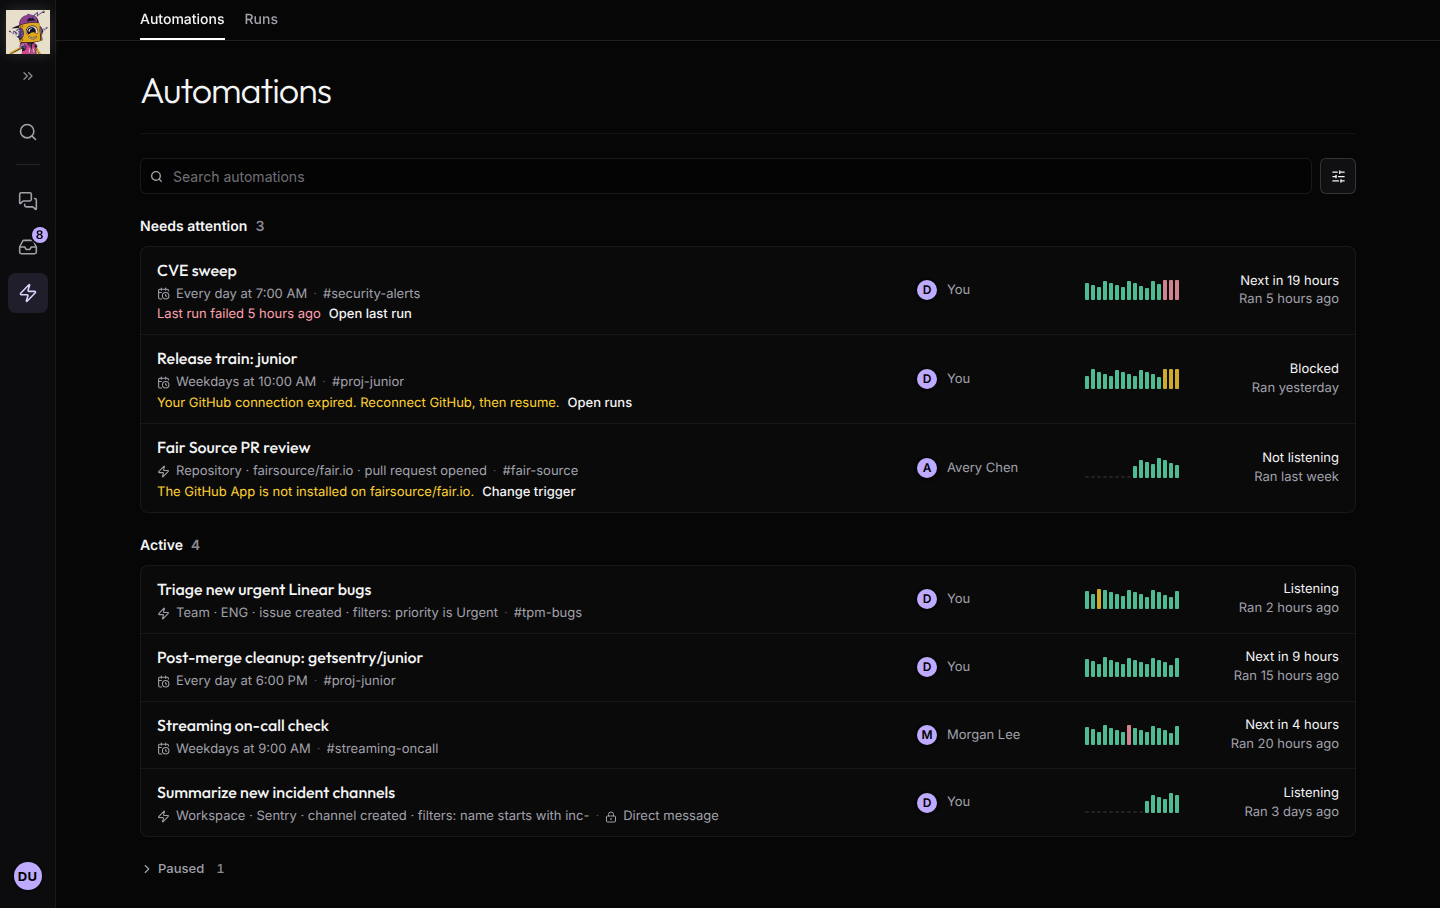 Automations Runs
Automations
Search automations
Needs attention 3
CVE sweep
Every day at 7:00 AM · #security-alerts
Last run failed 5 hours ago Open last run
D You
Next in 19 hours
Ran 5 hours ago
Release train: junior
Weekdays at 10:00 AM · #proj-junior
Your GitHub connection expired. Reconnect GitHub, then resume. Open runs
D You
Blocked
Ran yesterday
Fair Source PR review
Repository · fairsource/fair.io · pull request opened · #fair-source
The GitHub App is not installed on fairsource/fair.io. Change trigger
A Avery Chen
Not listening
Ran last week
Active 4
Triage new urgent Linear bugs
Team · ENG · issue created · filters: priority is Urgent · #tpm-bugs
D You
Listening
Ran 2 hours ago
Post-merge cleanup: getsentry/junior
Every day at 6:00 PM · #proj-junior
D You
Next in 9 hours
Ran 15 hours ago
Streaming on-call check
Weekdays at 9:00 AM · #streaming-oncall
M Morgan Lee
Next in 4 hours
Ran 20 hours ago
Summarize new incident channels
Workspace · Sentry · channel created · filters: name starts with inc- · Direct message
D You
Listening
Ran 3 days ago
Paused 1
8
DU